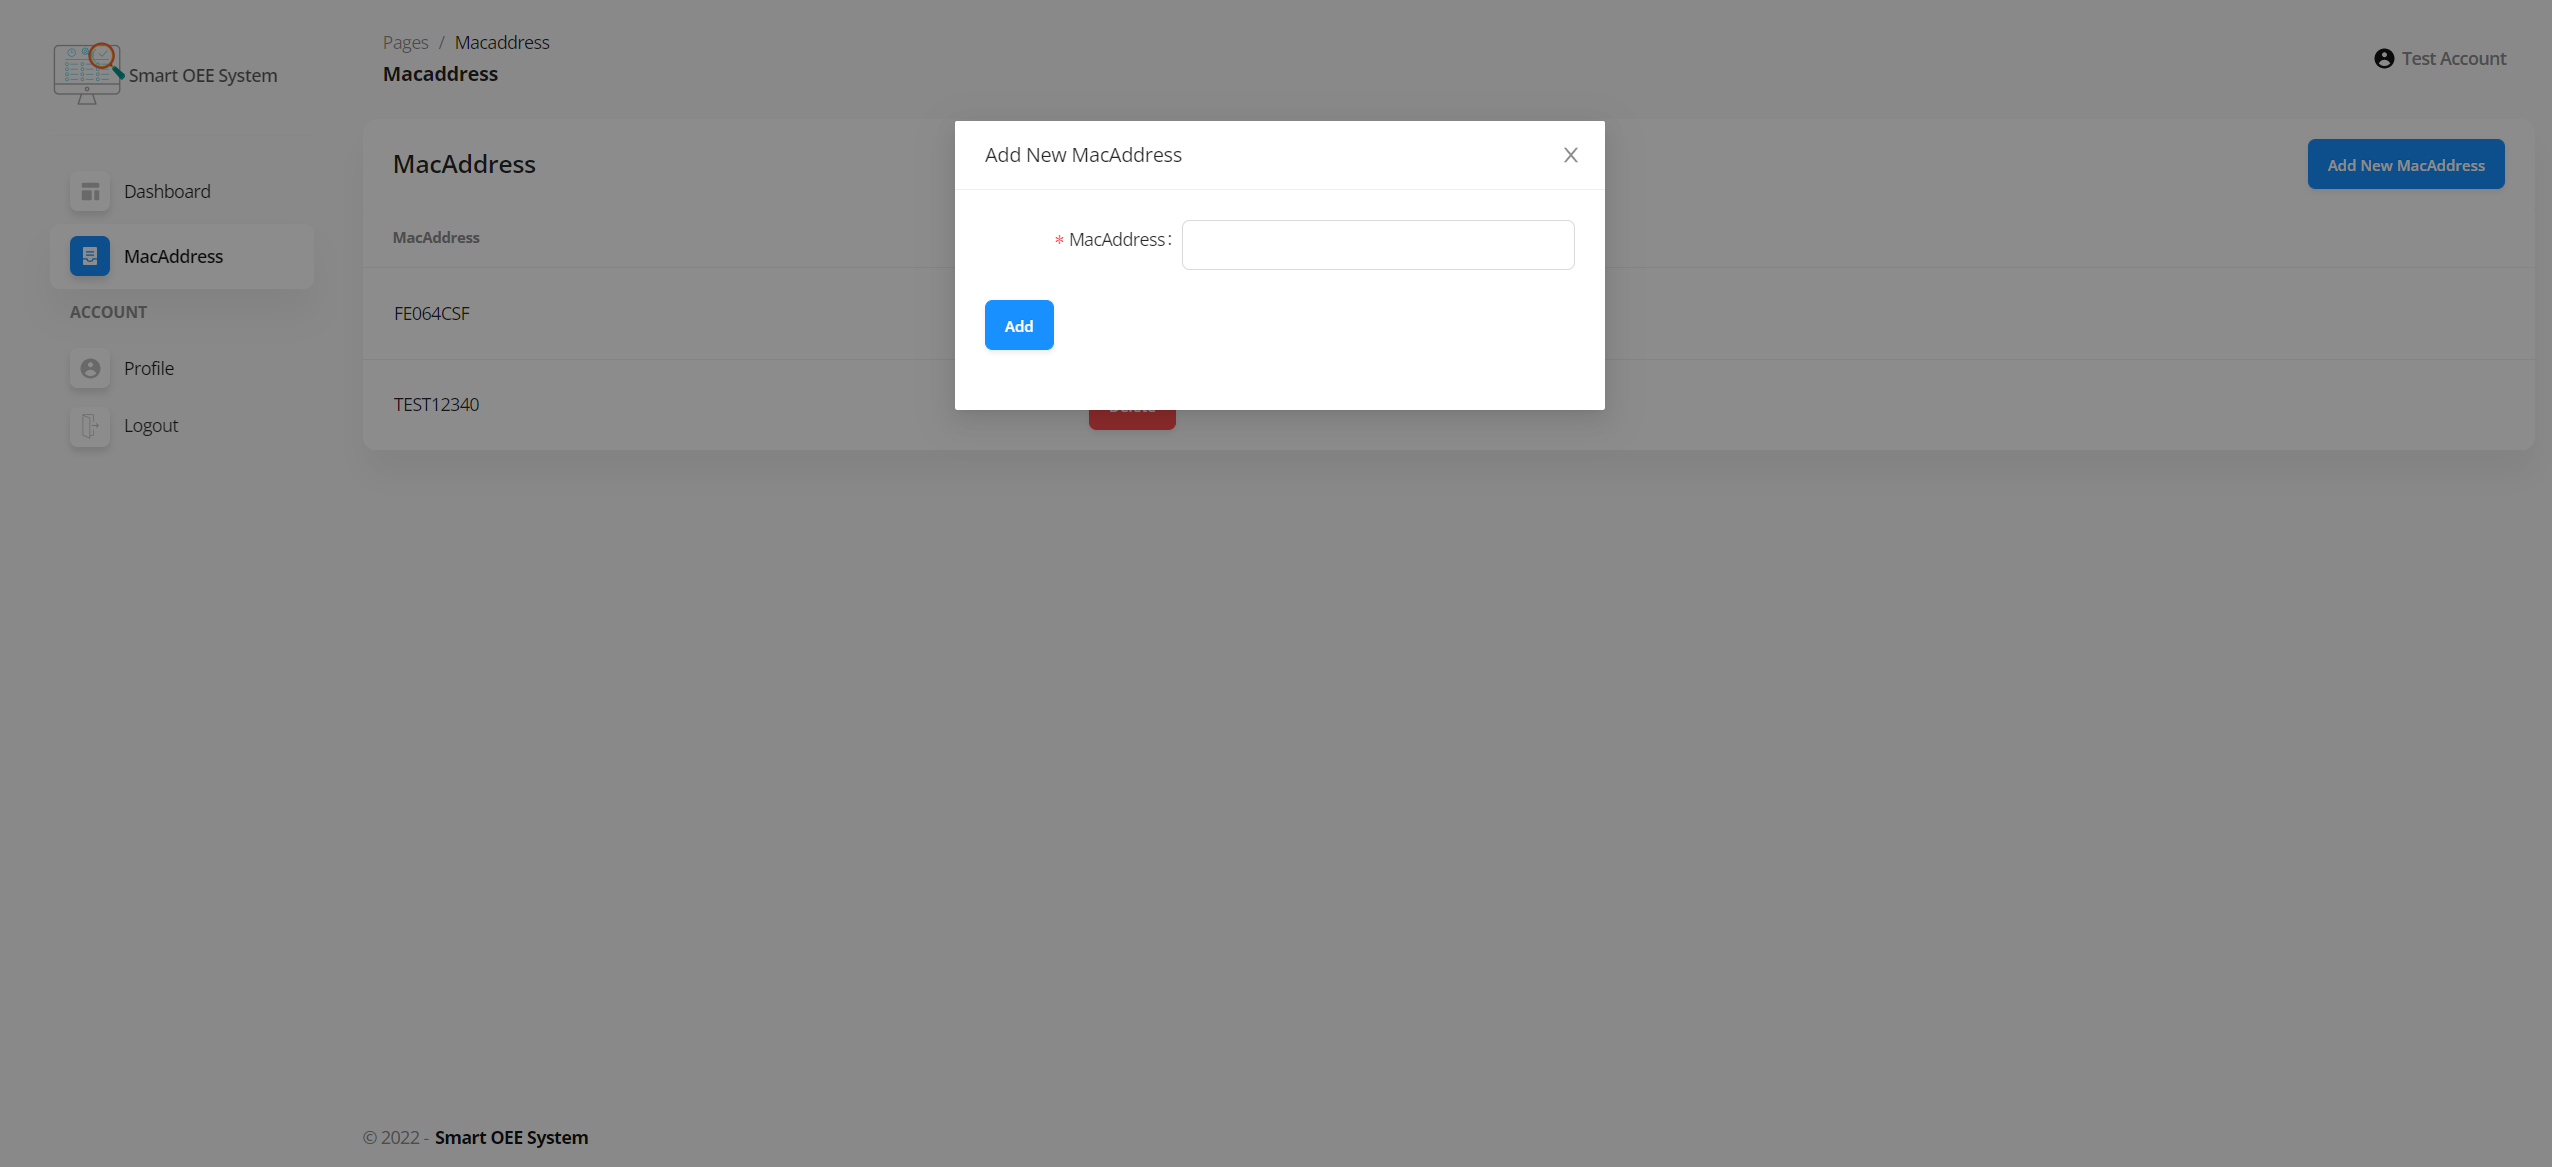 Smart OEE System
Dashboard
MacAddress
ACCOUNT
Profile
Logout
Pages / Macaddress
Macaddress
Test Account
MacAddress
Add New MacAddress
MacAddress
FE064CSF
TEST12340
Add New MacAddress
* MacAddress:
Add
© 2022 - Smart OEE System